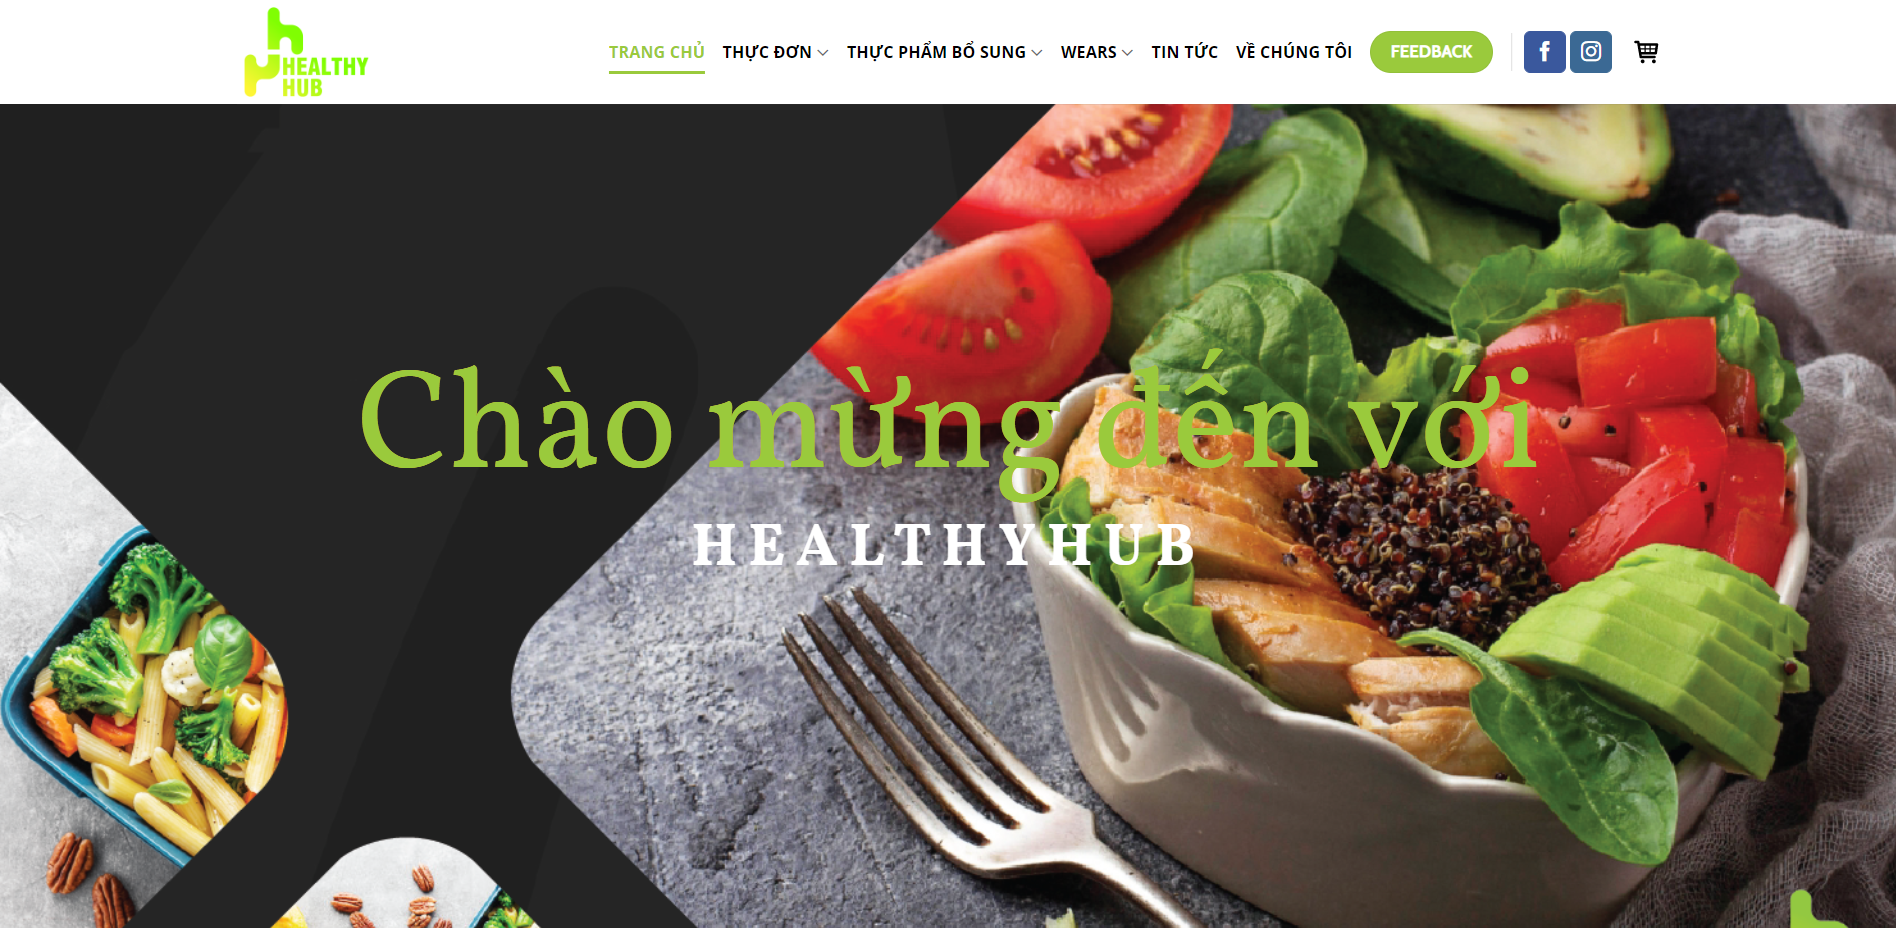 HEALTHY
HUB
TRANG CHỦ
THỰC ĐƠN
THỰC PHẨM BỔ SUNG
WEARS
TIN TỨC
VỀ CHÚNG TÔI
FEEDBACK
Chào mừng đến với
HEALTHYHUB